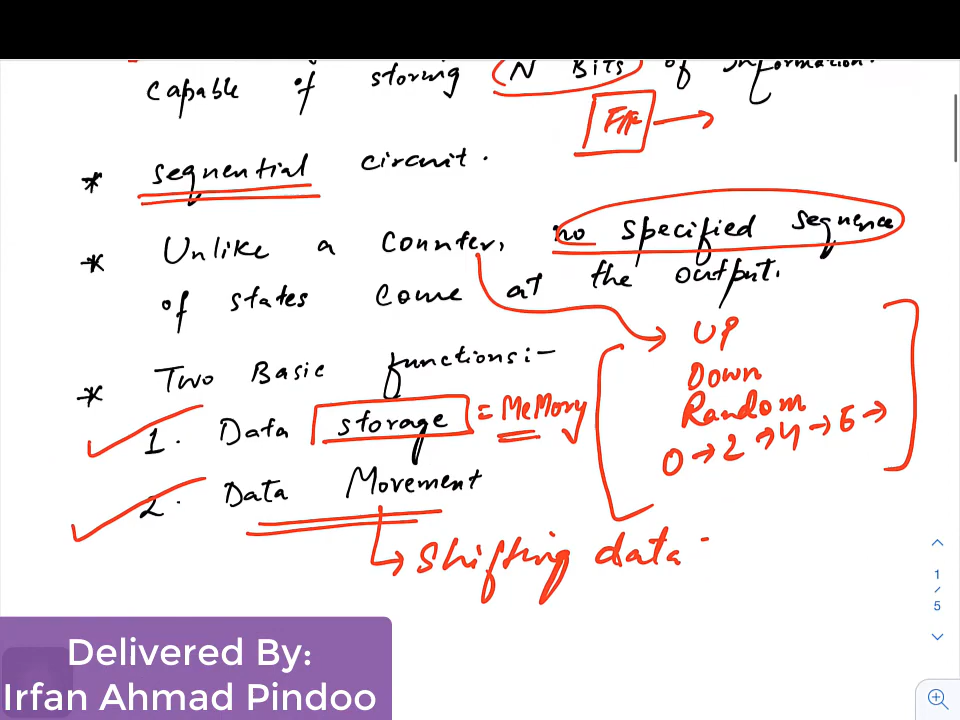 capable of storing N Bits of information.
F/F →
* sequential circuit.
* Unlike a counter, no specified sequence
of states come at the output.
→ UP
Down
Random
0 → 2 → 4 → 6 →
* Two Basic functions:-
1. Data storage = MeMory
2. Data Movement
→ Shifting data
1
/
5
Delivered By:
Irfan Ahmad Pindoo